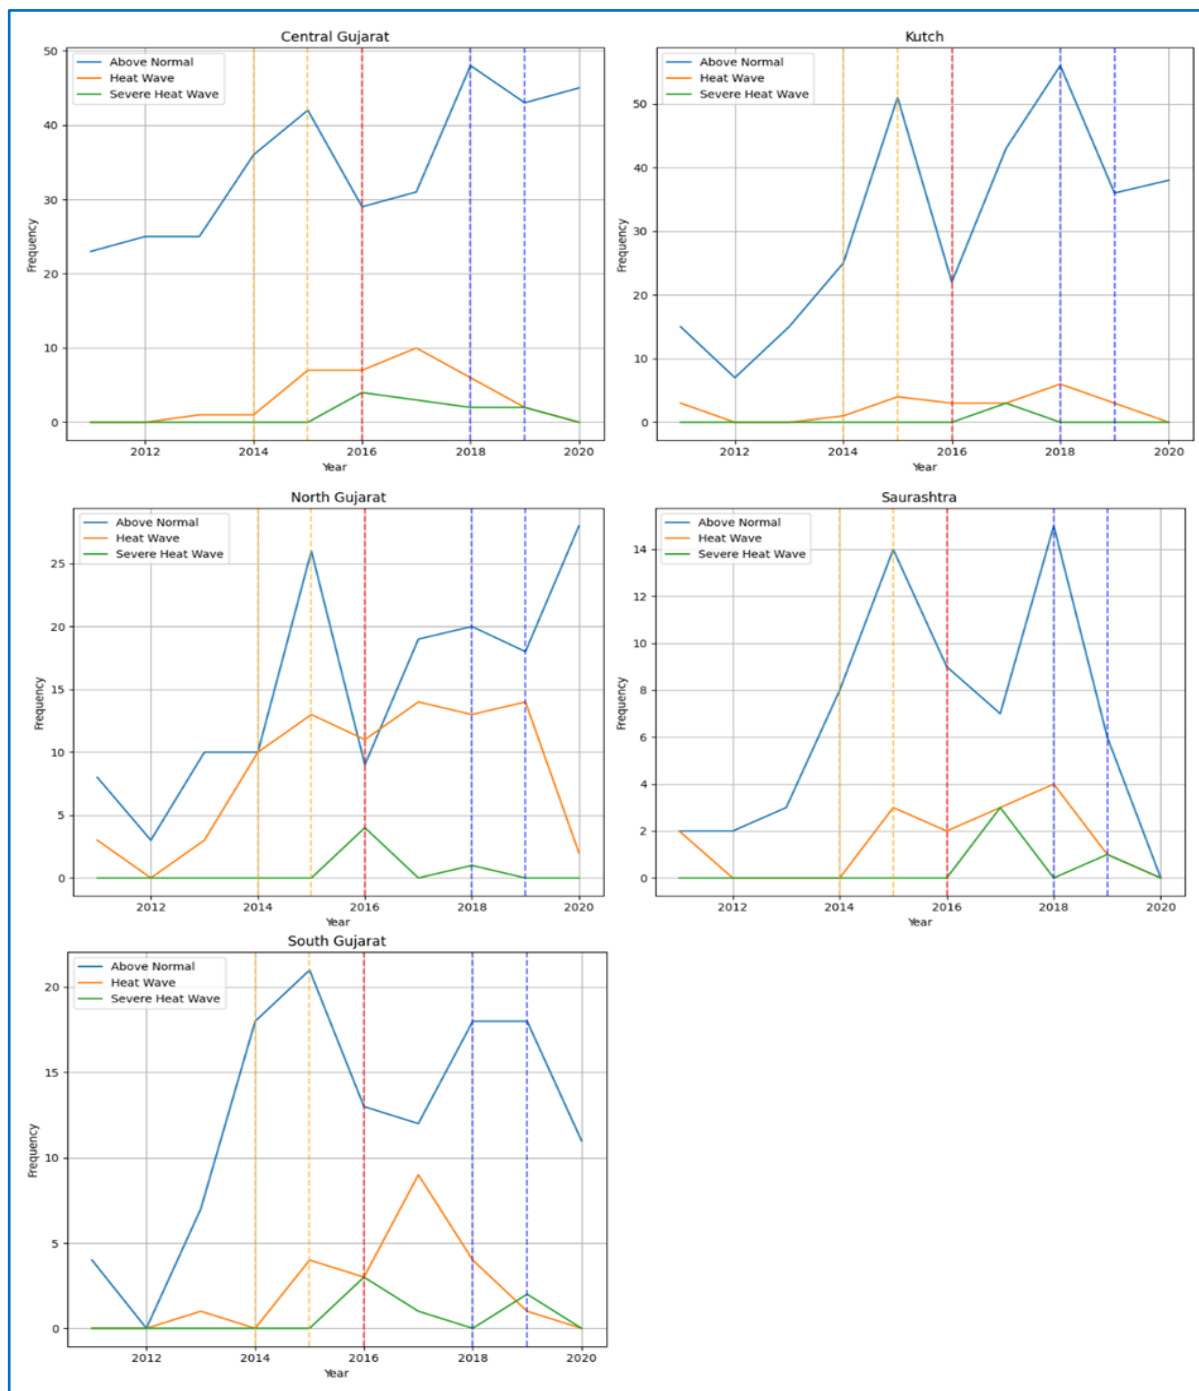 Central Gujarat
Above Normal
Heat Wave
Severe Heat Wave
50
40
30
20
10
0
Frequency
2012 2014 2016 2018 2020
Year
Kutch
Above Normal
Heat Wave
Severe Heat Wave
50
40
30
20
10
0
Frequency
2012 2014 2016 2018 2020
Year
North Gujarat
Above Normal
Heat Wave
Severe Heat Wave
25
20
15
10
5
0
Frequency
2012 2014 2016 2018 2020
Year
Saurashtra
Above Normal
Heat Wave
Severe Heat Wave
14
12
10
8
6
4
2
0
Frequency
2012 2014 2016 2018 2020
Year
South Gujarat
Above Normal
Heat Wave
Severe Heat Wave
20
15
10
5
0
Frequency
2012 2014 2016 2018 2020
Year